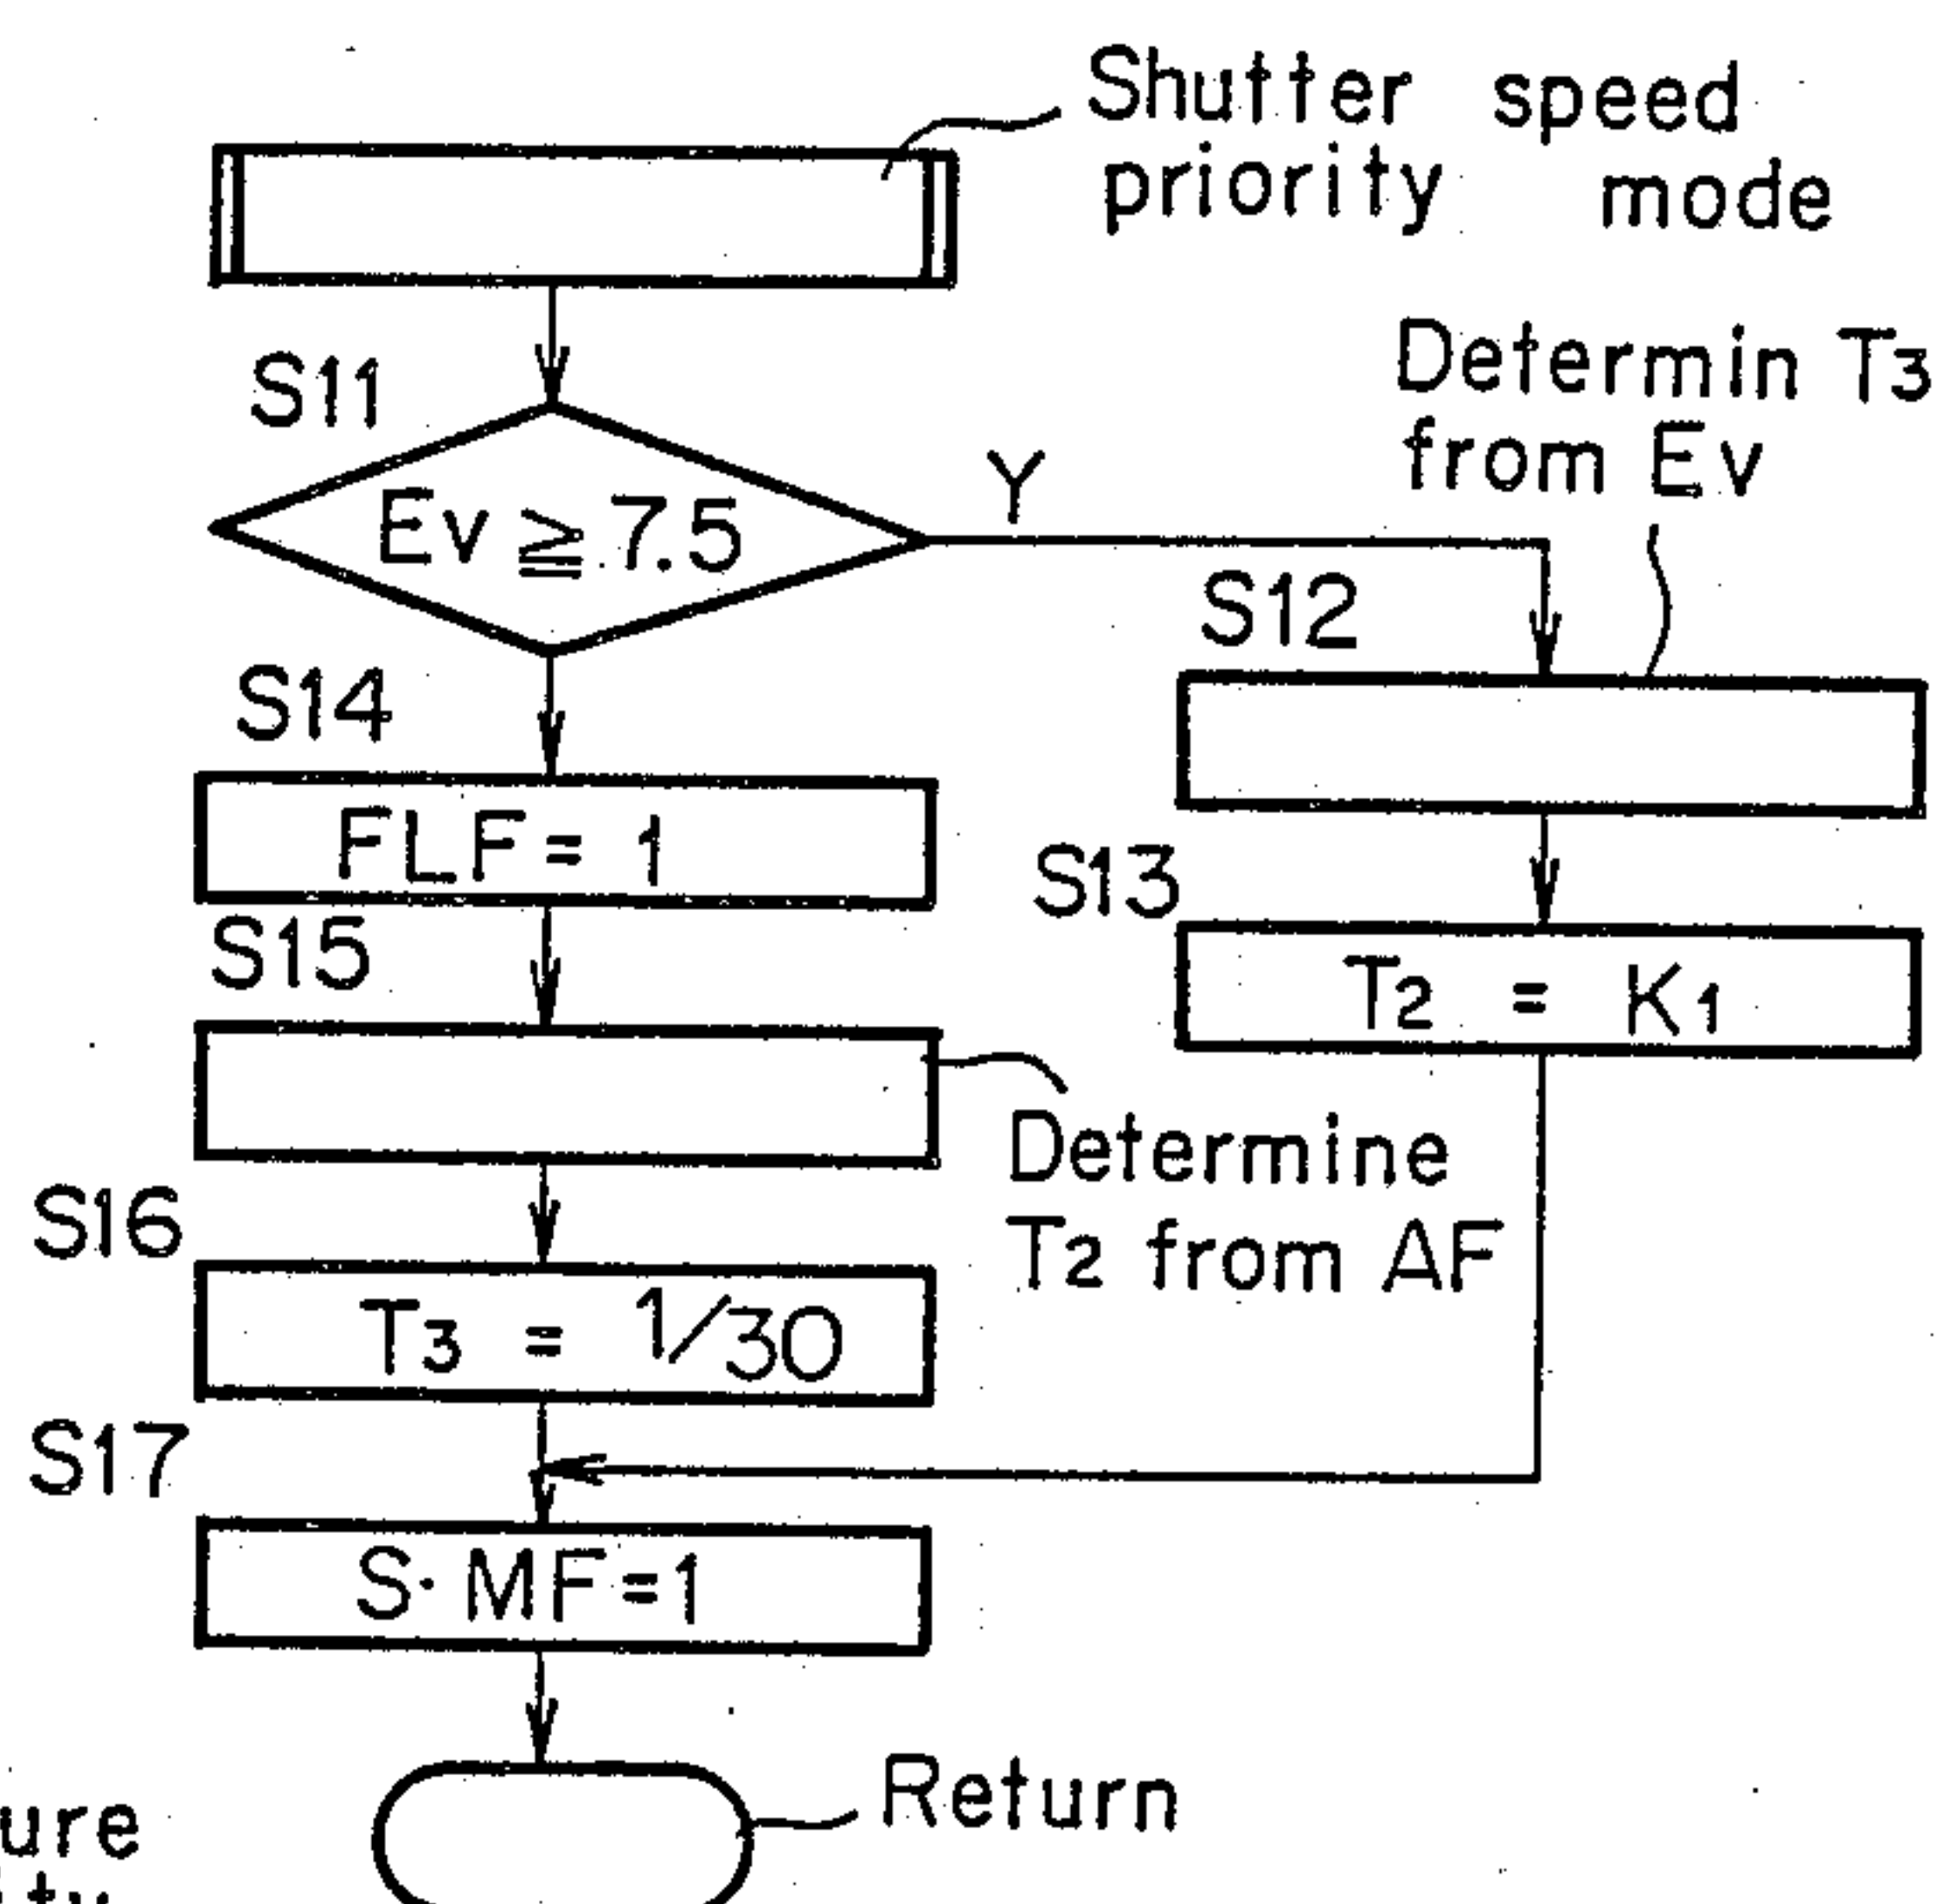 Shutter speed
priority mode
S11
Ev ≧ 7.5
Y
Determin T3
from Ev
S12
S14
FLF = 1
S13
T2 = K1
S15
Determine
T2 from AF
S16
T3 = 1/30
S17
S·MF=1
Return
ure